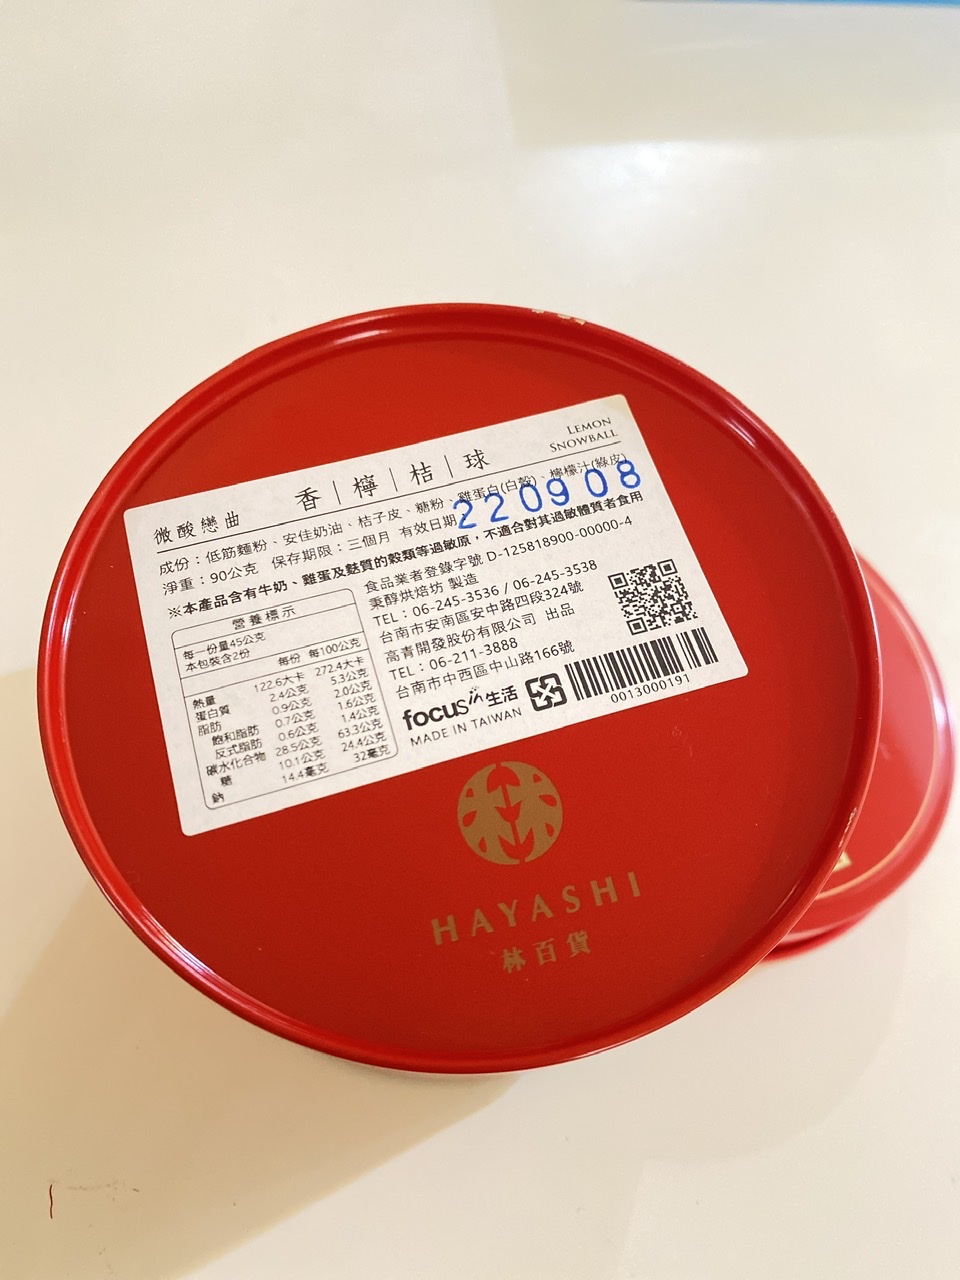 微酸戀曲 香|檸|桔|球 LEMON SNOWBALL
成份：低筋麵粉、安佳奶油、桔子皮、糖粉、雞蛋白(白殼)、檸檬汁(綠皮)
淨重：90公克 保存期限：三個月 有效日期 220908
※本產品含有牛奶、雞蛋及麩質的穀類等過敏原，不適合對其過敏體質者食用
營養標示
每一份量45公克
本包裝含2份
每份 每100公克
熱量 122.6大卡 272.4大卡
蛋白質 2.4公克 5.3公克
脂肪 0.9公克 2.0公克
飽和脂肪 0.7公克 1.6公克
反式脂肪 0.6公克 1.4公克
碳水化合物 28.5公克 63.3公克
糖 10.1公克 24.4公克
鈉 14.4毫克 32毫克
食品業者登錄字號 D-125818900-00000-4
秉醇烘焙坊 製造
TEL：06-245-3536 / 06-245-3538
台南市安南區安中路四段324號
高青開發股份有限公司 出品
TEL：06-211-3888
台南市中西區中山路166號
focus in 生活
MADE IN TAIWAN
0013000191
HAYASHI
林百貨